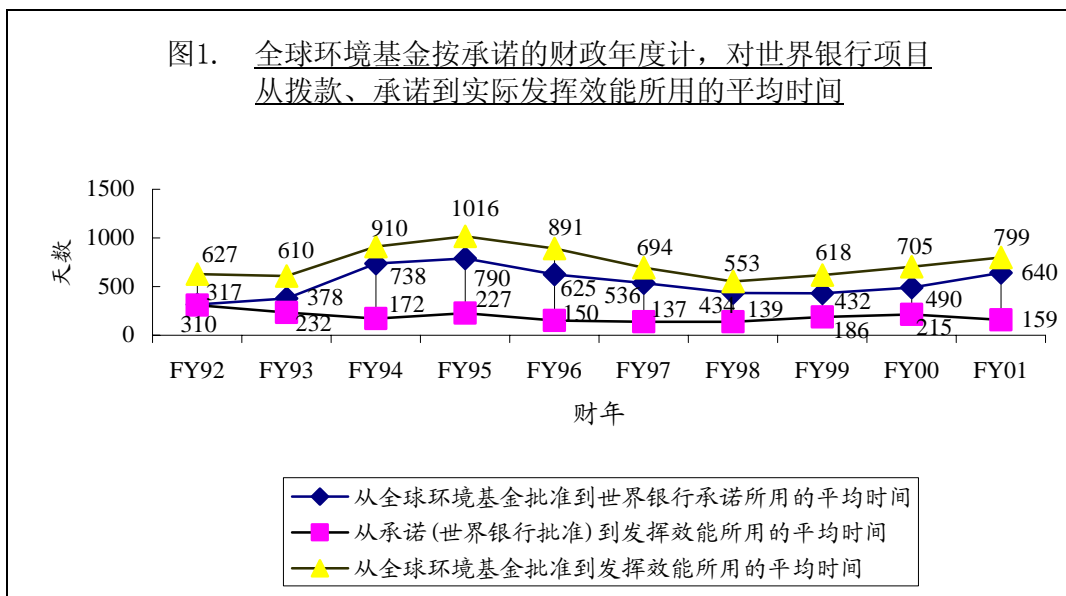 图1. 全球环境基金按承诺的财政年度计，对世界银行项目
从拨款、承诺到实际发挥效能所用的平均时间
1500
1000
500
0
天数
627 610 910 1016 891 694 553 618 705 799
317 378 738 790 625 536 434 432 490 640
310 232 172 227 150 137 139 186 215 159
FY92 FY93 FY94 FY95 FY96 FY97 FY98 FY99 FY00 FY01
财年
从全球环境基金批准到世界银行承诺所用的平均时间
从承诺(世界银行批准)到发挥效能所用的平均时间
从全球环境基金批准到发挥效能所用的平均时间